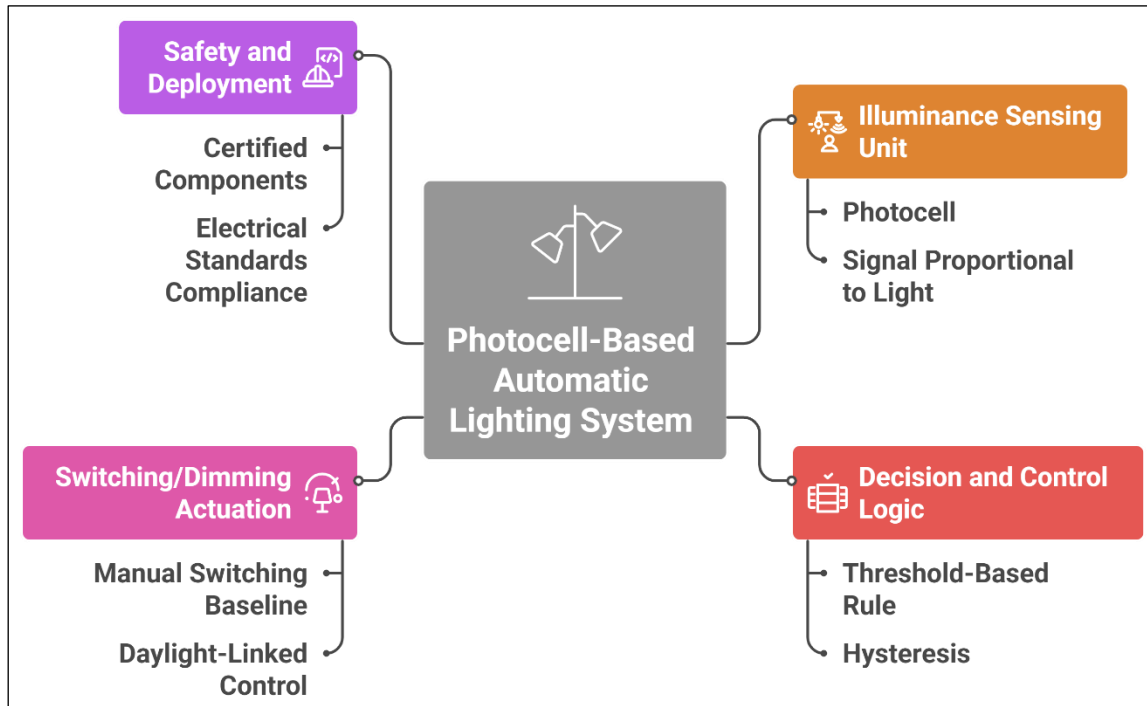 Safety and
Deployment
Certified
Components
Electrical
Standards
Compliance
Illuminance Sensing
Unit
Photocell
Signal Proportional
to Light
Photocell-Based
Automatic
Lighting System
Switching/Dimming
Actuation
Manual Switching
Baseline
Daylight-Linked
Control
Decision and Control
Logic
Threshold-Based
Rule
Hysteresis